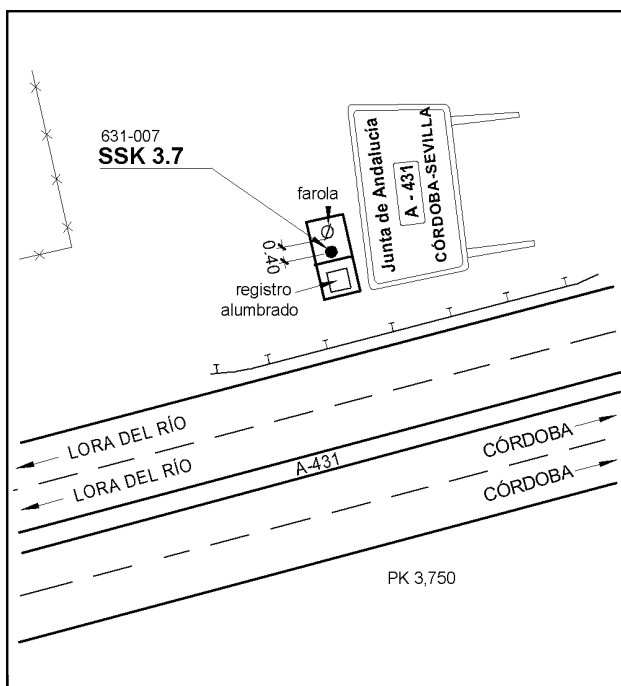 631-007
SSK 3.7
farola
0.40
registro
alumbrado
Junta de Andalucía
A - 431
CÓRDOBA-SEVILLA
LORA DEL RÍO
LORA DEL RÍO
A-431
CÓRDOBA
CÓRDOBA
PK 3,750